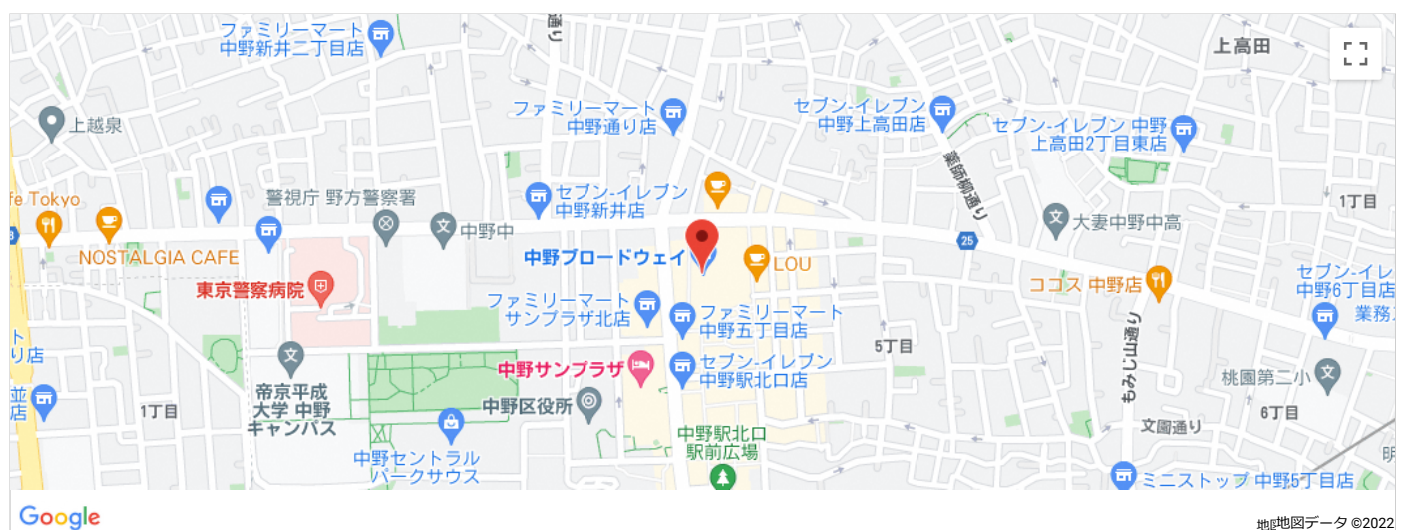 ファミリーマート
中野新井二丁目店
通り
上高田
上越泉
ファミリーマート
中野通り店
セブン-イレブン
中野上高田店
セブン-イレブン 中野
上高田2丁目東店
薬師柳通り
fe Tokyo
警視庁 野方警察署
セブン-イレブン
中野新井店
1丁目
大妻中野中高
中野中
25
NOSTALGIA CAFE
中野ブロードウェイ
LOU
東京警察病院
ココス 中野店
セブン-イレ
中野6丁目店
業務ス
ファミリーマート
サンプラザ北店
ファミリーマート
中野五丁目店
もみじ山通り
ト
り店
5丁目
中野サンプラザ
セブン-イレブン
中野駅北口店
桃園第二小
帝京平成
大学 中野
キャンパス
並
店
1丁目
中野区役所
6丁目
文園通り
中野駅北口
駅前広場
明
中野セントラル
パークサウス
ミニストップ 中野5丁目店
Google
地図データ ©2022